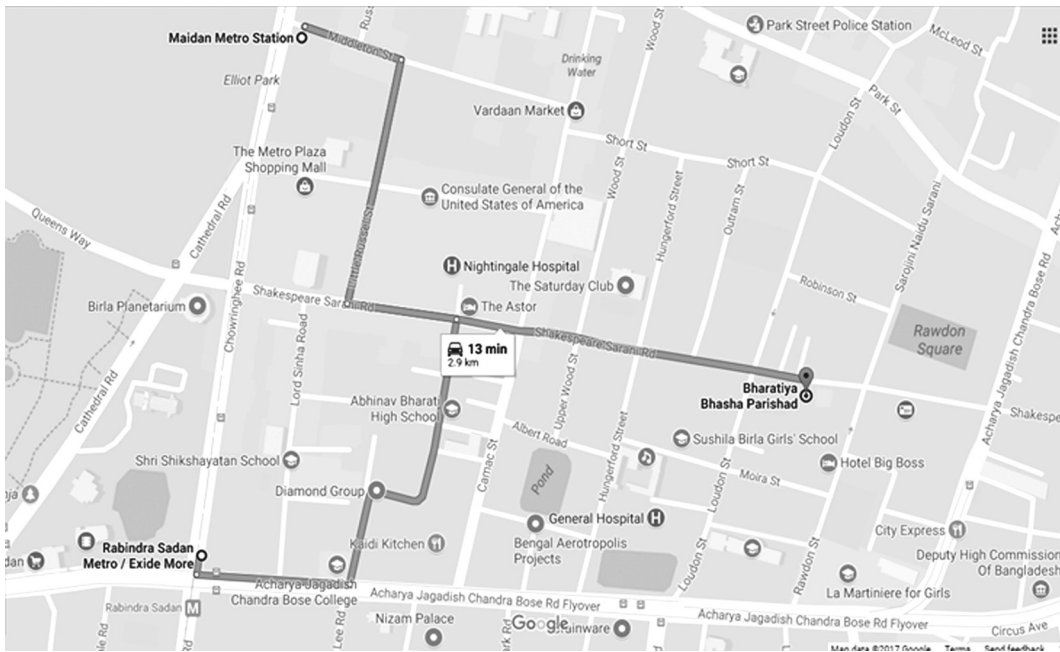 Park Street Police Station
McLeod St
Wood St
Maidan Metro Station
Middleton St
Drinking
Water
Elliot Park
Vardaan Market
Park St
Loudon St
Short St
Short St
The Metro Plaza
Shopping Mall
Consulate General of the
United States of America
Wood St
Hungerford Street
Outram St
Sarojini Naidu Sarani
Queens Way
Cathedral Rd
Little Russel St
Nightingale Hospital
The Saturday Club
Robinson St
Acharya Jagadish Chandra Bose Rd
Birla Planetarium
Chowringhee Rd
Shakespeare Sarani Rd
The Astor
Shakespeare Sarani Rd
Rawdon
Square
13 min
2.9 km
Lord Sinha Road
Upper Wood St
Bharatiya
Bhasha Parishad
Cathedral Rd
Abhinav Bharati
High School
Camac St
Albert Road
Hungerford Street
Sushila Birla Girls' School
Shri Shikshayatan School
Pond
Moira St
Hotel Big Boss
Loudon St
Diamond Group
General Hospital
City Express
Kaidi Kitchen
Bengal Aerotropolis
Projects
Rabindra Sadan
Metro / Exide More
Deputy High Commission
Of Bangladesh
Loudon St
Rawdon St
La Martiniere for Girls
Acharya Jagadish
Chandra Bose College
Acharya Jagadish Chandra Bose Rd Flyover
Acharya Jagadish Chandra Bose Rd Flyover
Rabindra Sadan
M
Lee Rd
Nizam Palace
Google
Circus Ave
Map data ©2017 Google Terms Send feedback